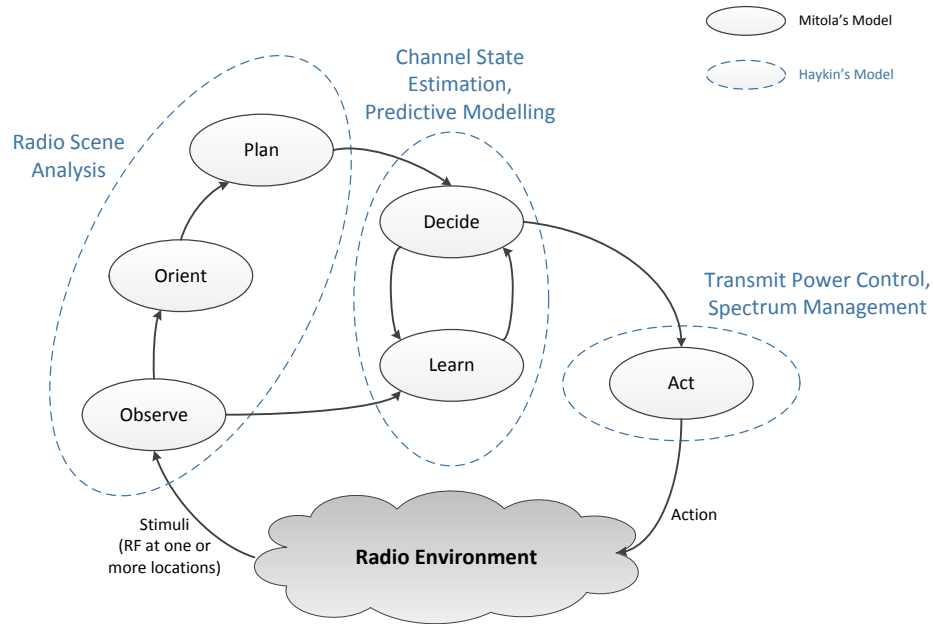 Mitola's Model
Haykin's Model
Channel State
Estimation,
Predictive Modelling
Radio Scene
Analysis
Plan
Decide
Orient
Transmit Power Control,
Spectrum Management
Learn
Act
Observe
Stimuli
(RF at one or
more locations)
Action
Radio Environment